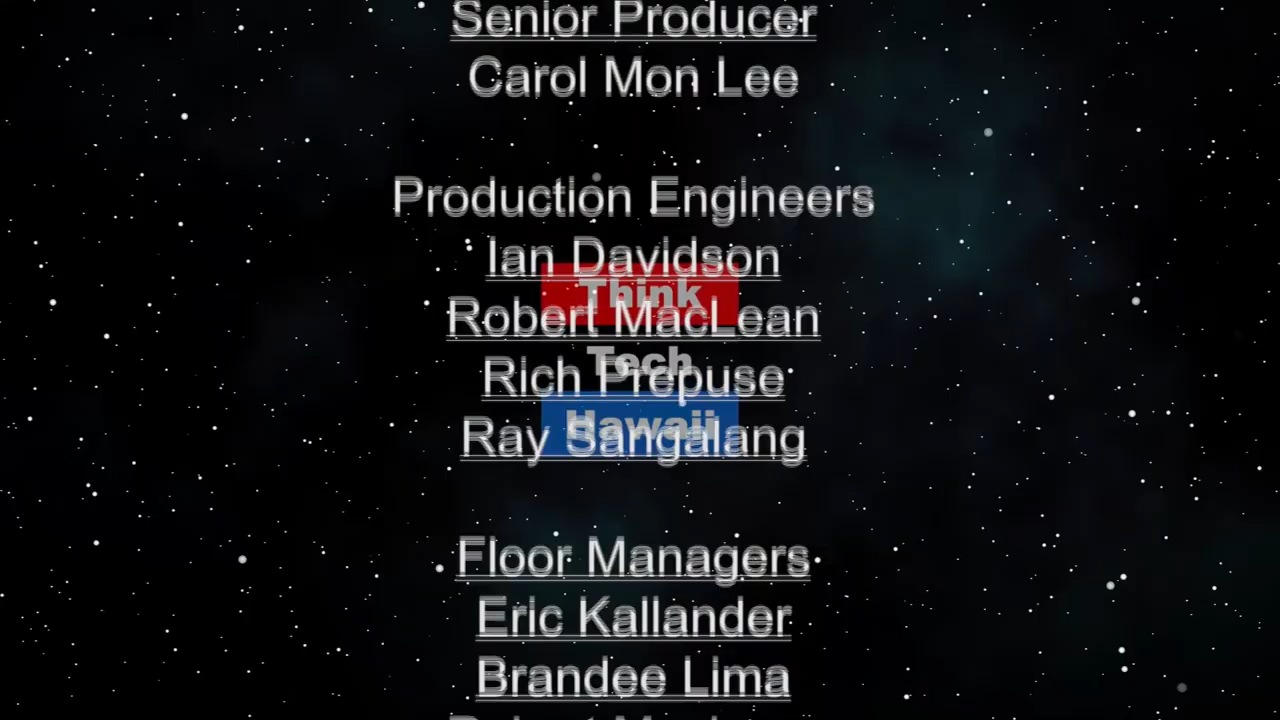 Senior Producer
Carol Mon Lee
Production Engineers
Ian Davidson
Think
Robert MacLean
Tech
Rich Prepuse
Hawaii
Ray Sangalang
Floor Managers
Eric Kallander
Brandee Lima